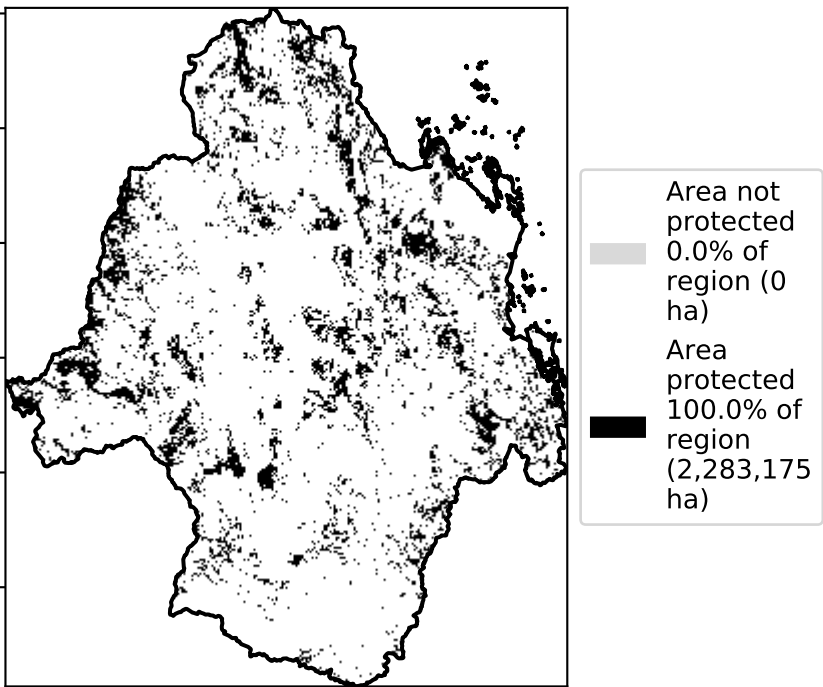 Area not
protected
0.0% of
region (0
ha)
Area
protected
100.0% of
region
(2,283,175
ha)